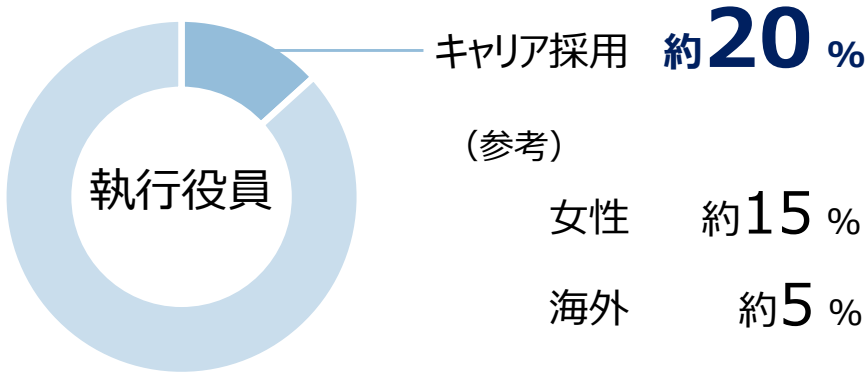 執行役員
キャリア採用 約20 %
（参考）
女性 約15 %
海外 約5 %